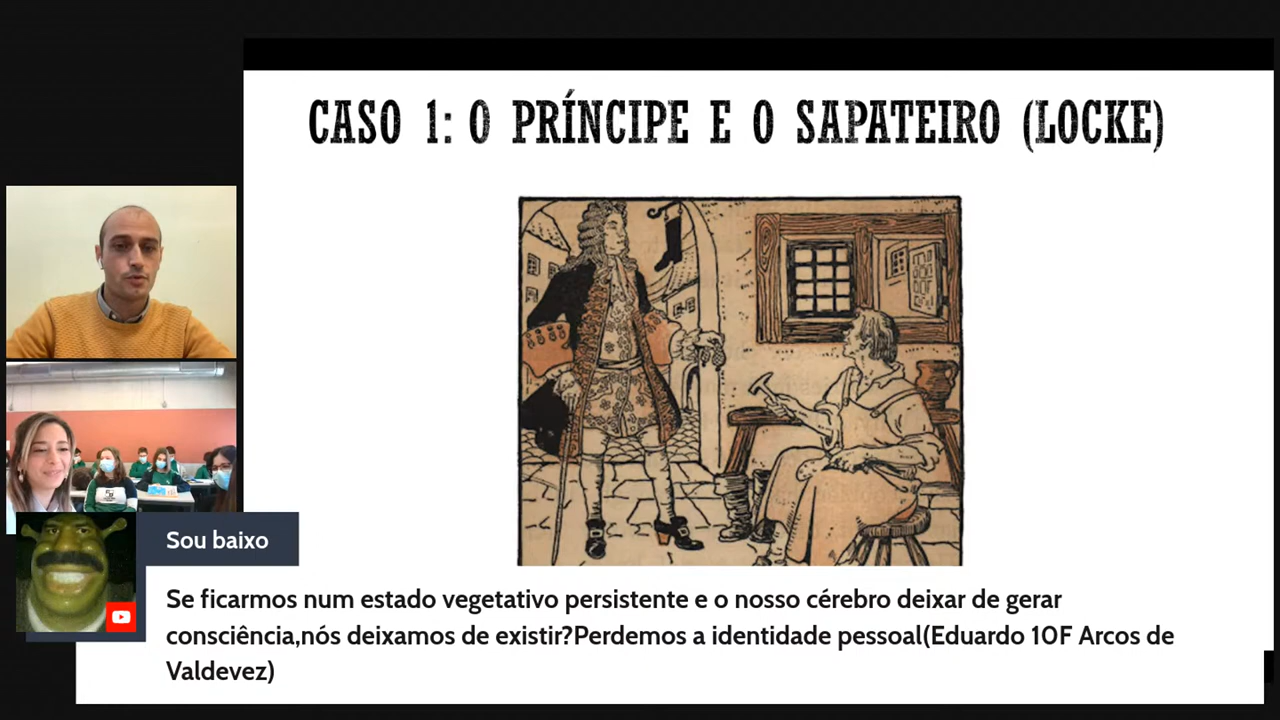 CASO 1: O PRÍNCIPE E O SAPATEIRO (LOCKE)
Sou baixo
Se ficarmos num estado vegetativo persistente e o nosso cérebro deixar de gerar
consciência,nós deixamos de existir?Perdemos a identidade pessoal(Eduardo 10F Arcos de
Valdevez)